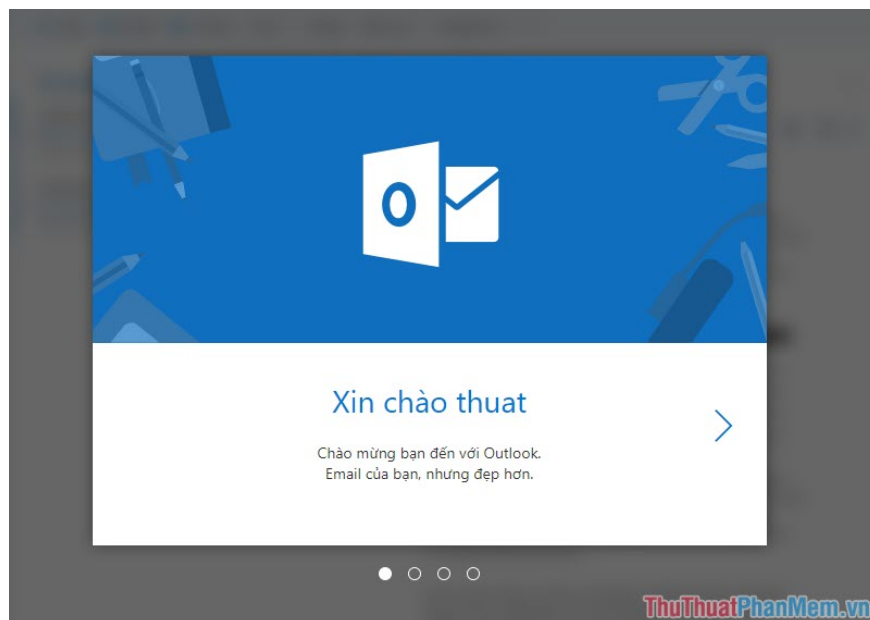 Xin chào thuat
Chào mừng bạn đến với Outlook.
Email của bạn, nhưng đẹp hơn.
ThuThuatPhanMem.vn